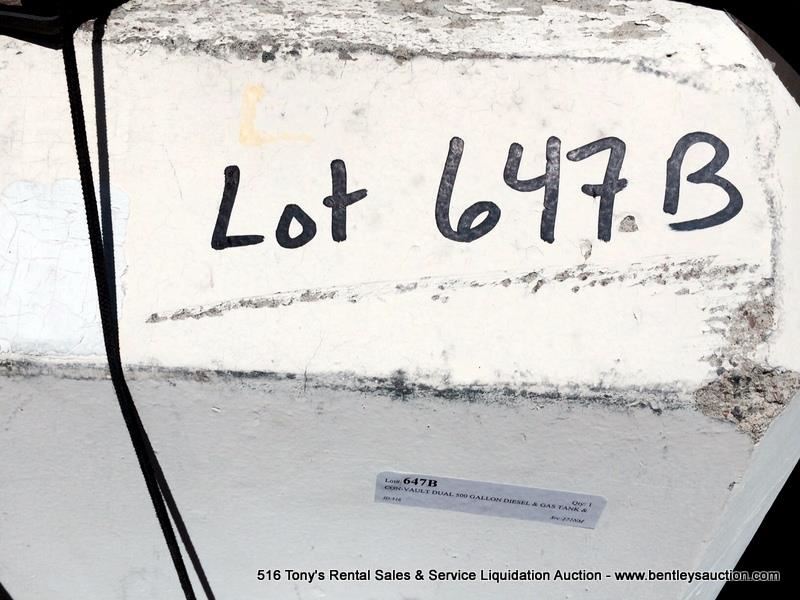 Lot 647B
Lot#: 647B
Qty: 1
CON-VAULT DUAL 500 GALLON DIESEL & GAS TANK &
516 Tony's Rental Sales & Service Liquidation Auction - www.bentleysauction.com